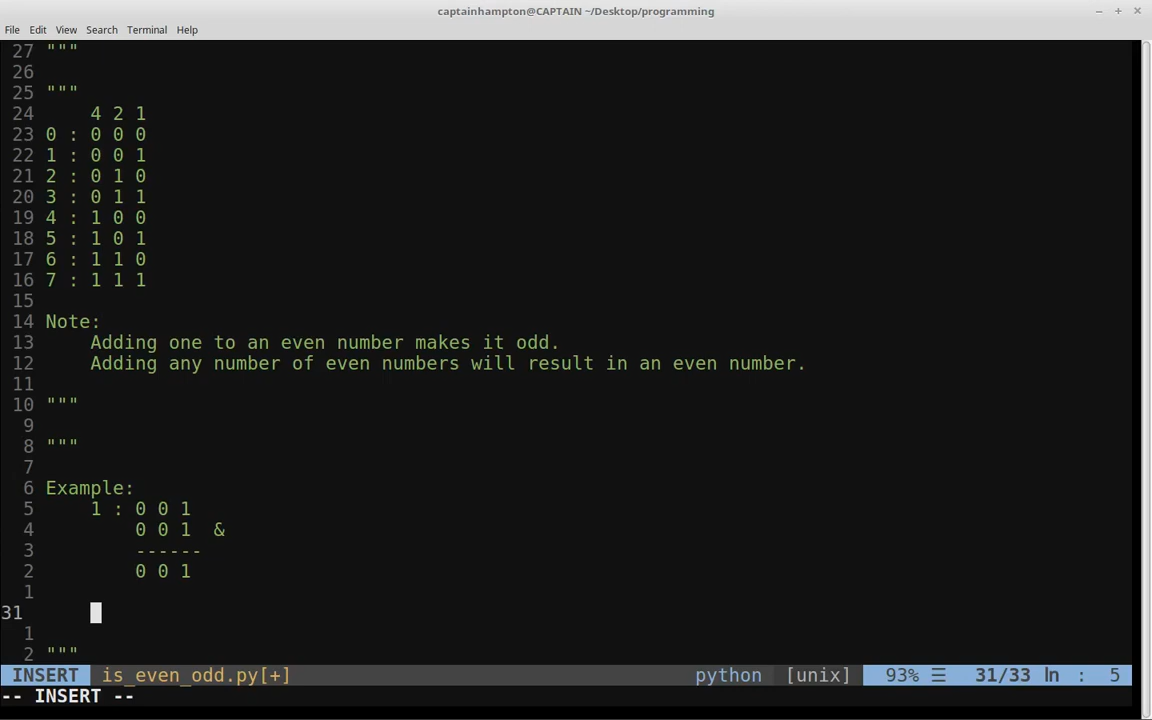 captainhampton@CAPTAIN ~/Desktop/programming
File Edit View Search Terminal Help
27 """
26
25 """
24     4 2 1
23 0 : 0 0 0
22 1 : 0 0 1
21 2 : 0 1 0
20 3 : 0 1 1
19 4 : 1 0 0
18 5 : 1 0 1
17 6 : 1 1 0
16 7 : 1 1 1
15
14 Note:
13     Adding one to an even number makes it odd.
12     Adding any number of even numbers will result in an even number.
11
10 """
9
8 """
7
6 Example:
5     1 : 0 0 1
4         0 0 1  &
3         ------
2         0 0 1
1
31
1
2 """
INSERT is_even_odd.py[+] python [unix] 93% ☰ 31/33 ln : 5
-- INSERT --